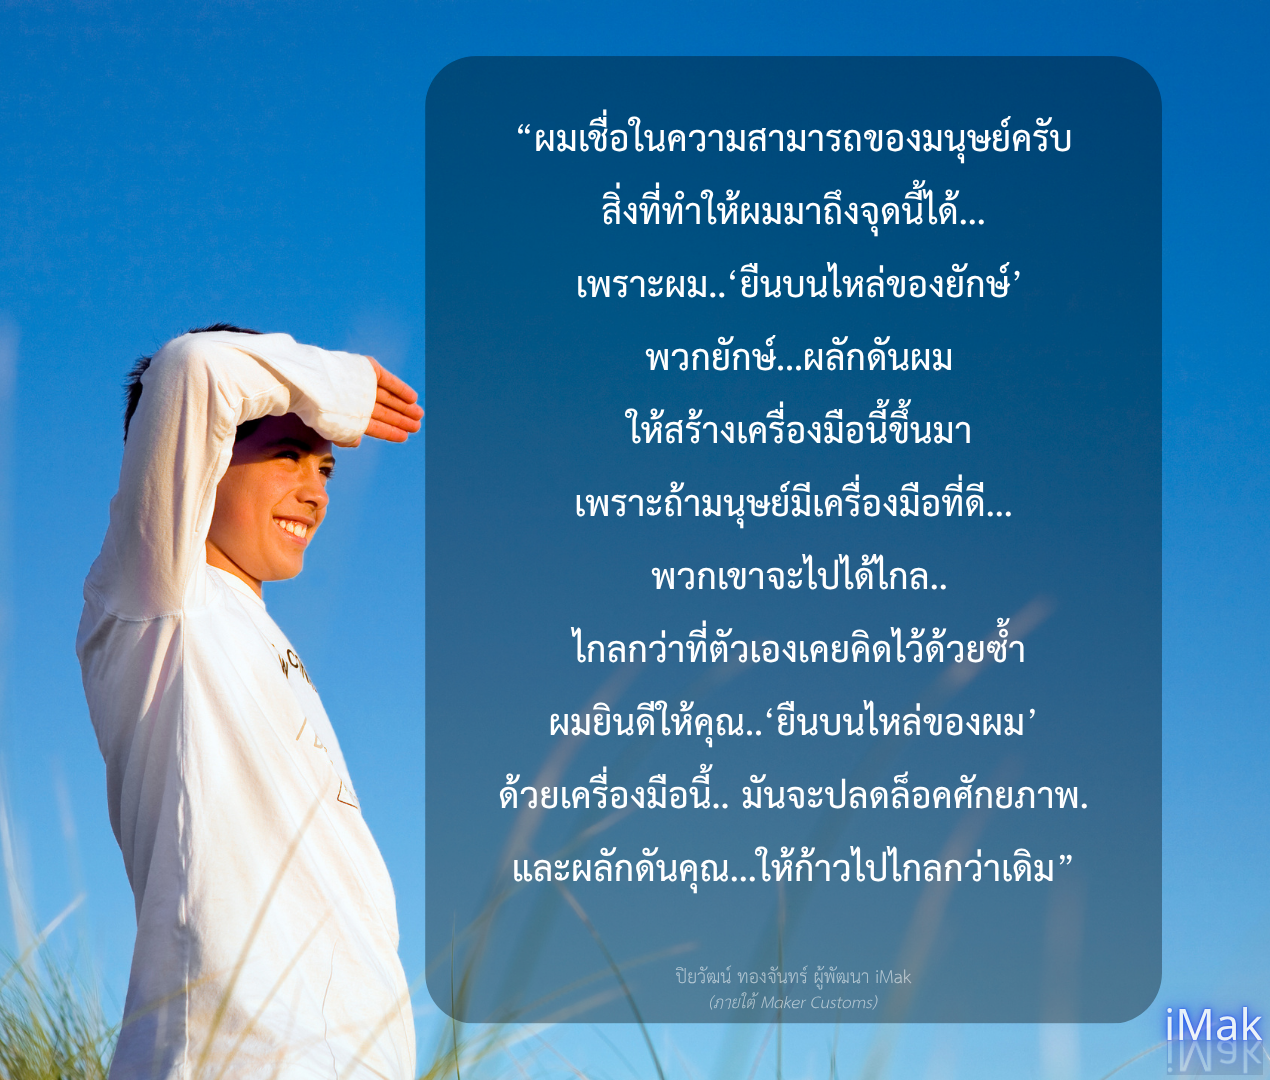 “ผมเชื่อในความสามารถของมนุษย์ครับ
สิ่งที่ทำให้ผมมาถึงจุดนี้ได้...
เพราะผม..‘ยืนบนไหล่ของยักษ์’
พวกยักษ์...ผลักดันผม
ให้สร้างเครื่องมือนี้ขึ้นมา
เพราะถ้ามนุษย์มีเครื่องมือที่ดี...
พวกเขาจะไปได้ไกล..
ไกลกว่าที่ตัวเองเคยคิดไว้ด้วยซ้ำ
ผมยินดีให้คุณ..‘ยืนบนไหล่ของผม’
ด้วยเครื่องมือนี้.. มันจะปลดล็อคศักยภาพ.
และผลักดันคุณ...ให้ก้าวไปไกลกว่าเดิม”
ปิยวัฒน์ ทองจันทร์ ผู้พัฒนา iMak
(ภายใต้ Maker Customs)
iMak